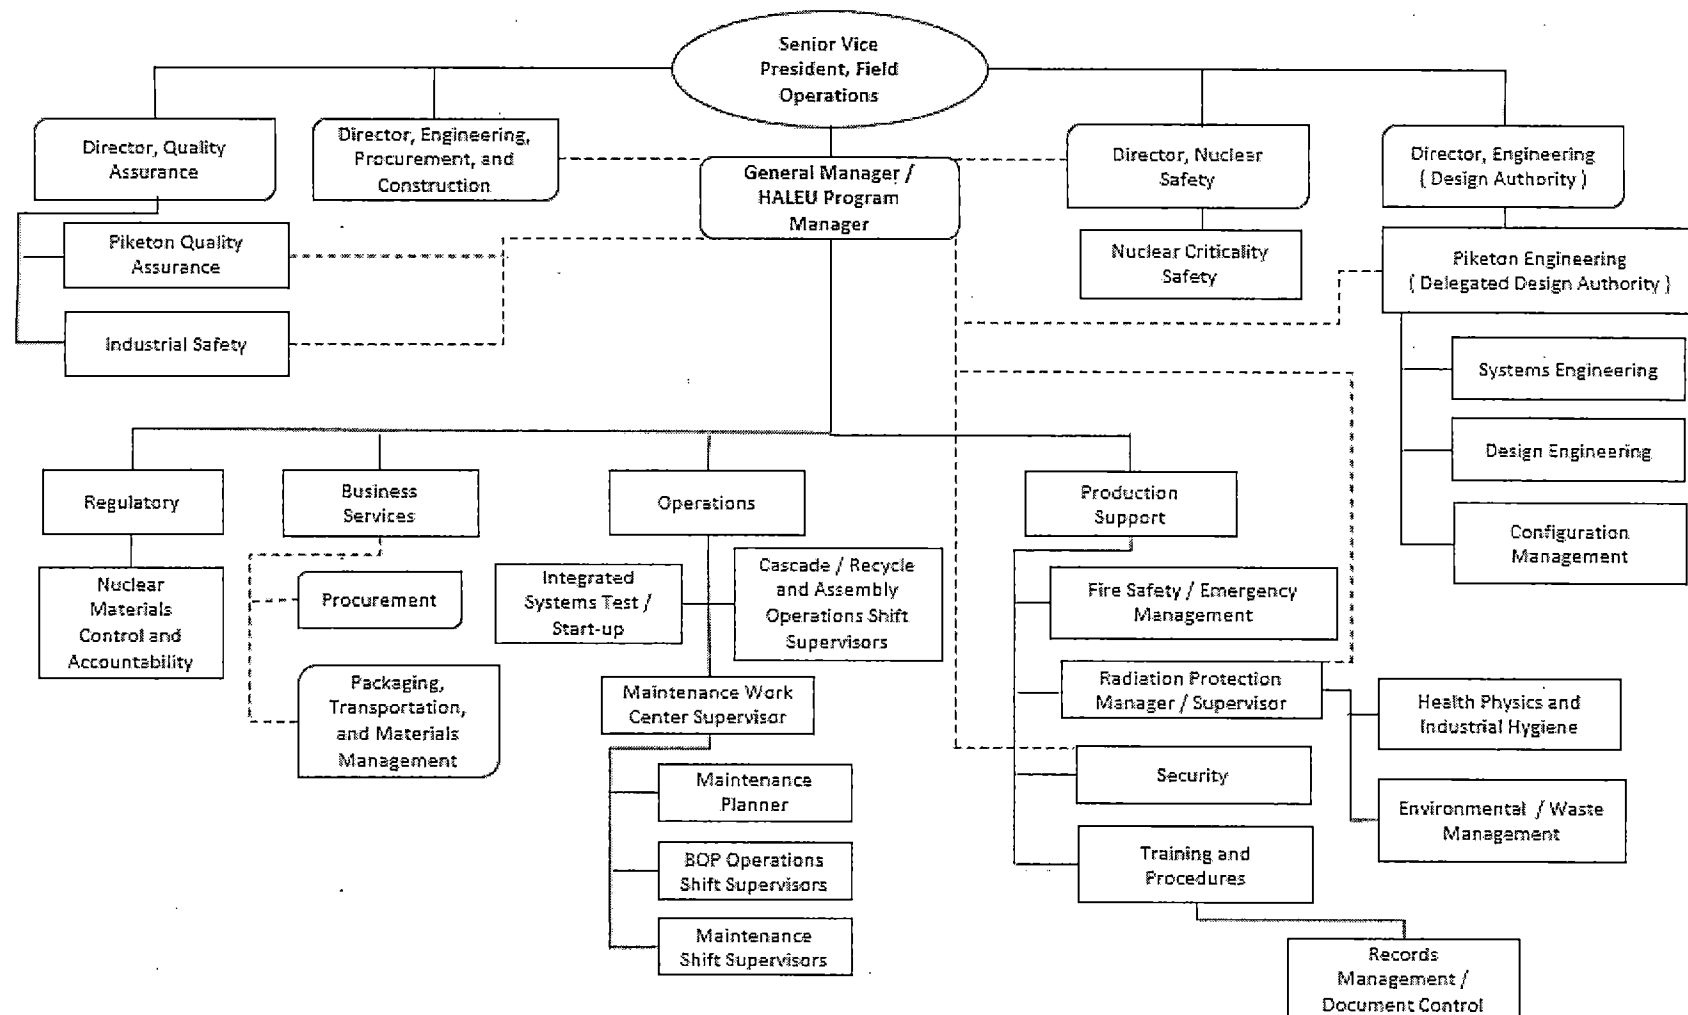 Senior Vice
President, Field
Operations
Director, Quality
Assurance
Director, Engineering,
Procurement, and
Construction
General Manager /
HALEU Program
Manager
Director, Nuclear
Safety
Director, Engineering
( Design Authority )
Piketon Quality
Assurance
Industrial Safety
Nuclear Criticality
Safety
Piketon Engineering
( Delegated Design Authority )
Systems Engineering
Design Engineering
Configuration
Management
Regulatory
Business
Services
Operations
Production
Support
Nuclear
Materials
Control and
Accountability
Procurement
Packaging,
Transportation,
and Materials
Management
Integrated
Systems Test /
Start-up
Cascade / Recycle
and Assembly
Operations Shift
Supervisors
Maintenance Work
Center Supervisor
Maintenance
Planner
BOP Operations
Shift Supervisors
Maintenance
Shift Supervisors
Fire Safety / Emergency
Management
Radiation Protection
Manager / Supervisor
Security
Training and
Procedures
Health Physics and
Industrial Hygiene
Environmental / Waste
Management
Records
Management /
Document Control